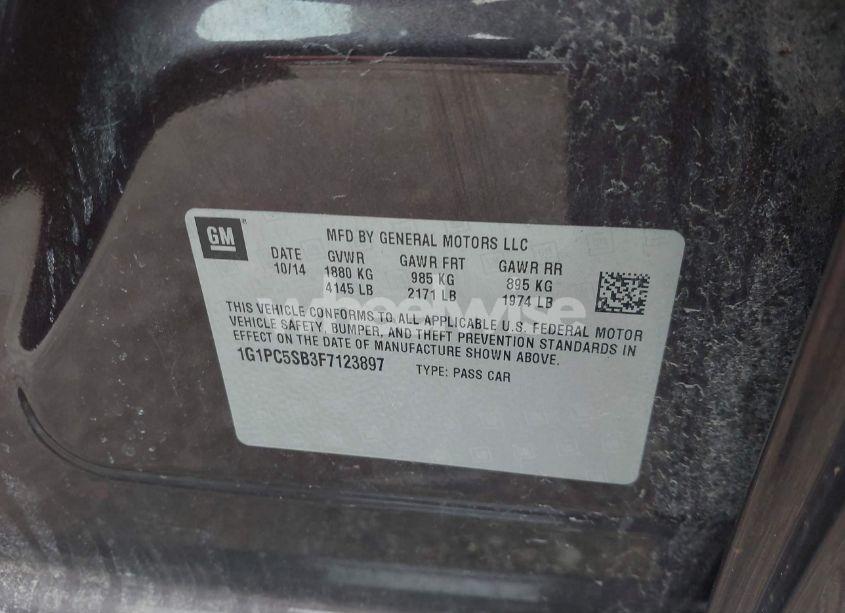 GM
MFD BY GENERAL MOTORS LLC
DATE GVWR GAWR FRT GAWR RR
10/14 1880 KG 985 KG 895 KG
4145 LB 2171 LB 1974 LB
THIS VEHICLE CONFORMS TO ALL APPLICABLE U.S. FEDERAL MOTOR
VEHICLE SAFETY, BUMPER, AND THEFT PREVENTION STANDARDS IN
EFFECT ON THE DATE OF MANUFACTURE SHOWN ABOVE.
1G1PC5SB3F7123897 TYPE: PASS CAR
wheelwise